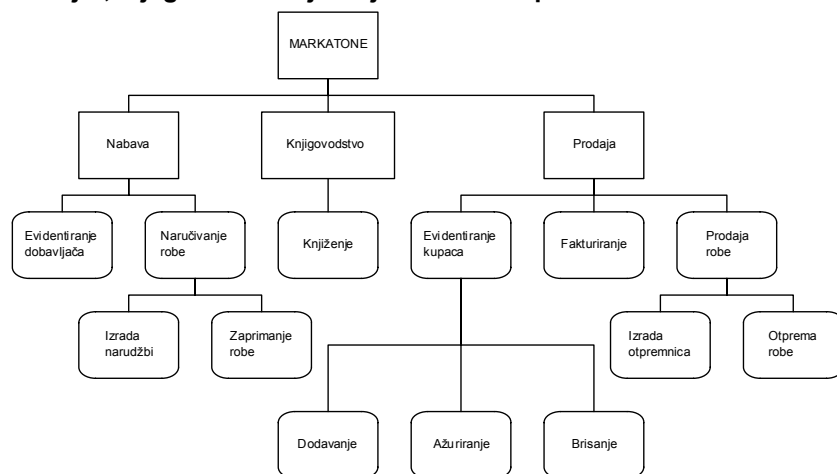 MARKATONE
Nabava
Knjigovodstvo
Prodaja
Evidentiranje
dobavljača
Naručivanje
robe
Knjiženje
Evidentiranje
kupaca
Fakturiranje
Prodaja
robe
Izrada
narudžbi
Zaprimanje
robe
Izrada
otpremnica
Otprema
robe
Dodavanje
Ažuriranje
Brisanje